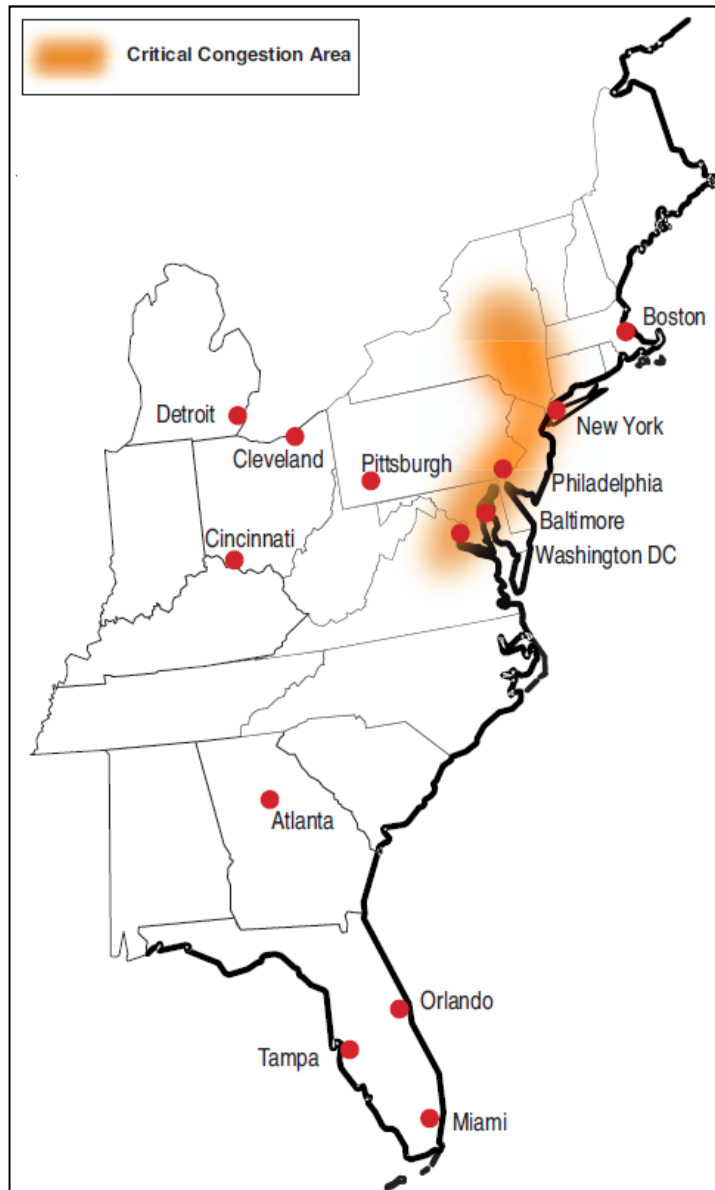 Critical Congestion Area
Boston
Detroit
New York
Cleveland
Pittsburgh
Philadelphia
Baltimore
Cincinnati
Washington DC
Atlanta
Orlando
Tampa
Miami